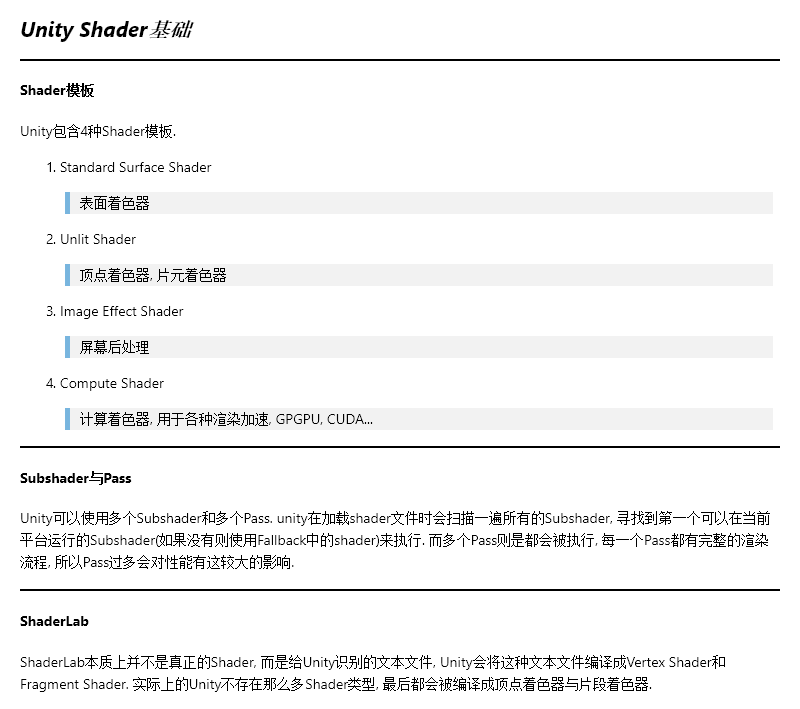 Unity Shader基础
Shader模板
Unity包含4种Shader模板.
1. Standard Surface Shader
表面着色器
2. Unlit Shader
顶点着色器, 片元着色器
3. Image Effect Shader
屏幕后处理
4. Compute Shader
计算着色器, 用于各种渲染加速, GPGPU, CUDA...
Subshader与Pass
Unity可以使用多个Subshader和多个Pass. unity在加载shader文件时会扫描一遍所有的Subshader, 寻找到第一个可以在当前
平台运行的Subshader(如果没有则使用Fallback中的shader)来执行. 而多个Pass则是都会被执行, 每一个Pass都有完整的渲染
流程, 所以Pass过多会对性能有这较大的影响.
ShaderLab
ShaderLab本质上并不是真正的Shader, 而是给Unity识别的文本文件, Unity会将这种文本文件编译成Vertex Shader和
Fragment Shader. 实际上的Unity不存在那么多Shader类型, 最后都会被编译成顶点着色器与片段着色器.